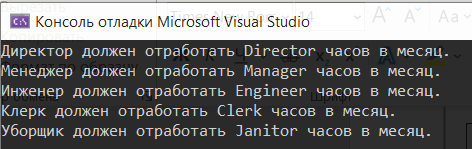 Консоль отладки Microsoft Visual Studio
Директор должен отработать Director часов в месяц.
Менеджер должен отработать Manager часов в месяц.
Инженер должен отработать Engineer часов в месяц.
Клерк должен отработать Clerk часов в месяц.
Уборщик должен отработать Janitor часов в месяц.